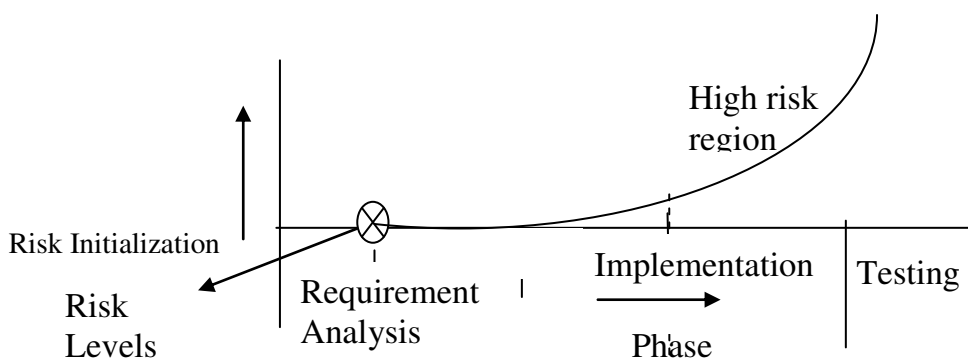 High risk
region
Risk Initialization
Risk
Levels
Requirement
Analysis
Implementation
Phase
Testing